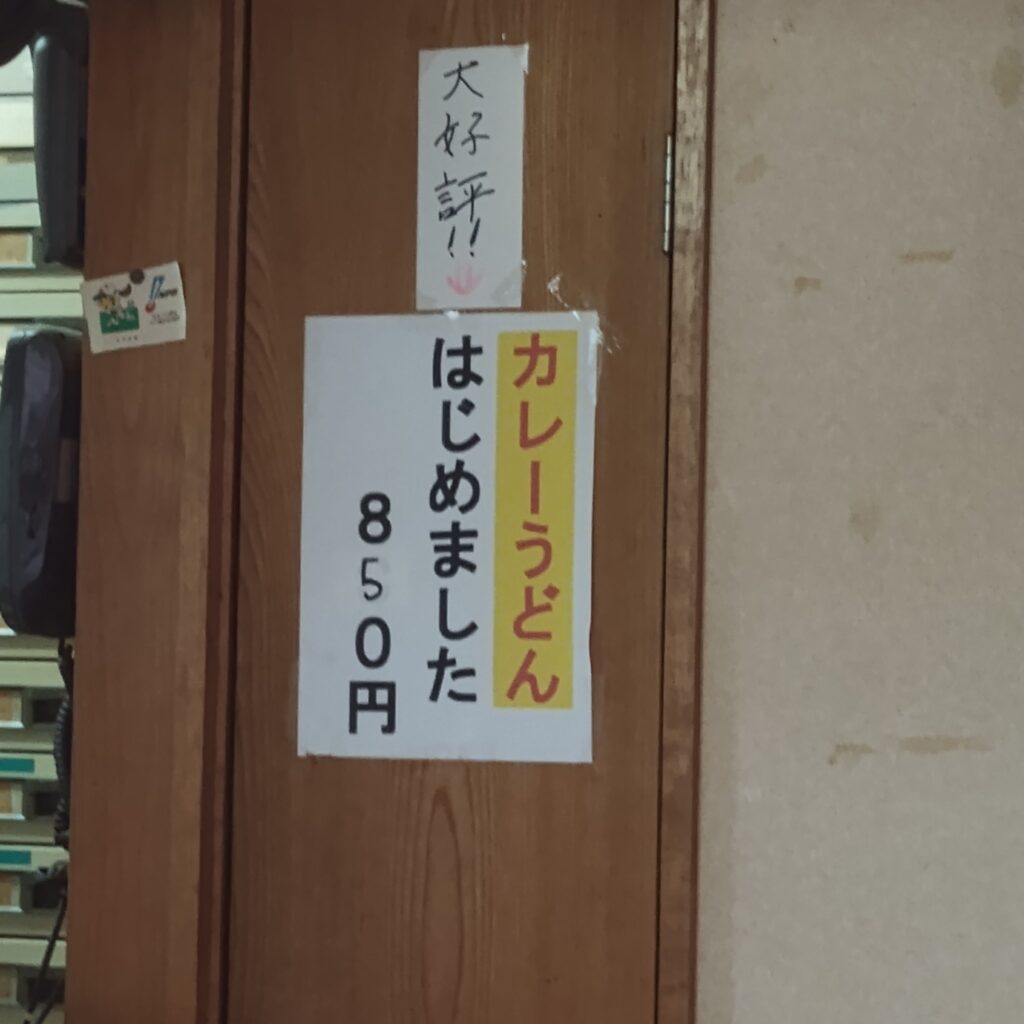 大好評!!
カレーうどん
はじめました
850円